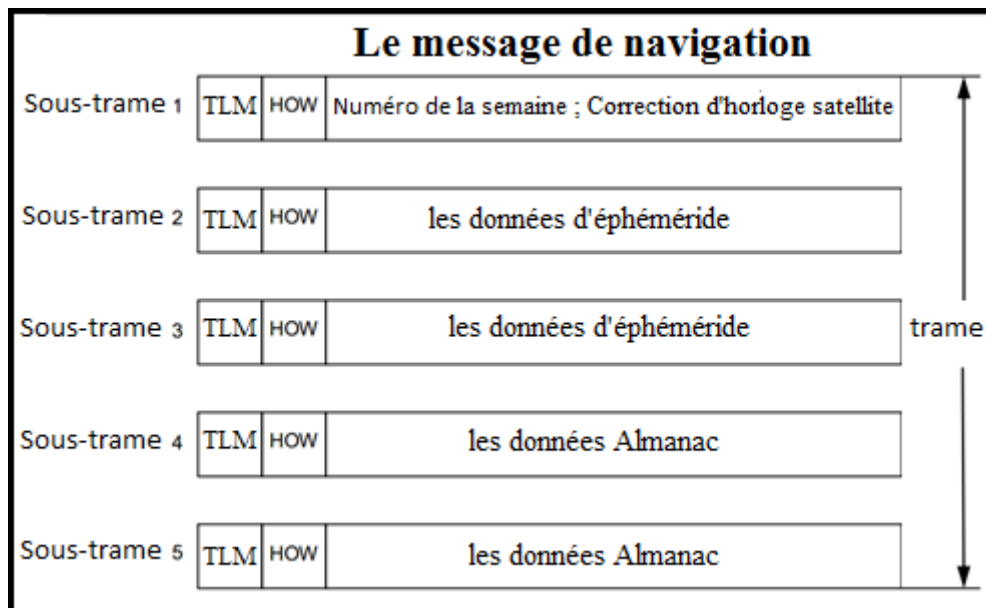 Le message de navigation
Sous-trame 1 TLM HOW Numéro de la semaine ; Correction d'horloge satellite
Sous-trame 2 TLM HOW les données d'éphéméride
Sous-trame 3 TLM HOW les données d'éphéméride
trame
Sous-trame 4 TLM HOW les données Almanac
Sous-trame 5 TLM HOW les données Almanac